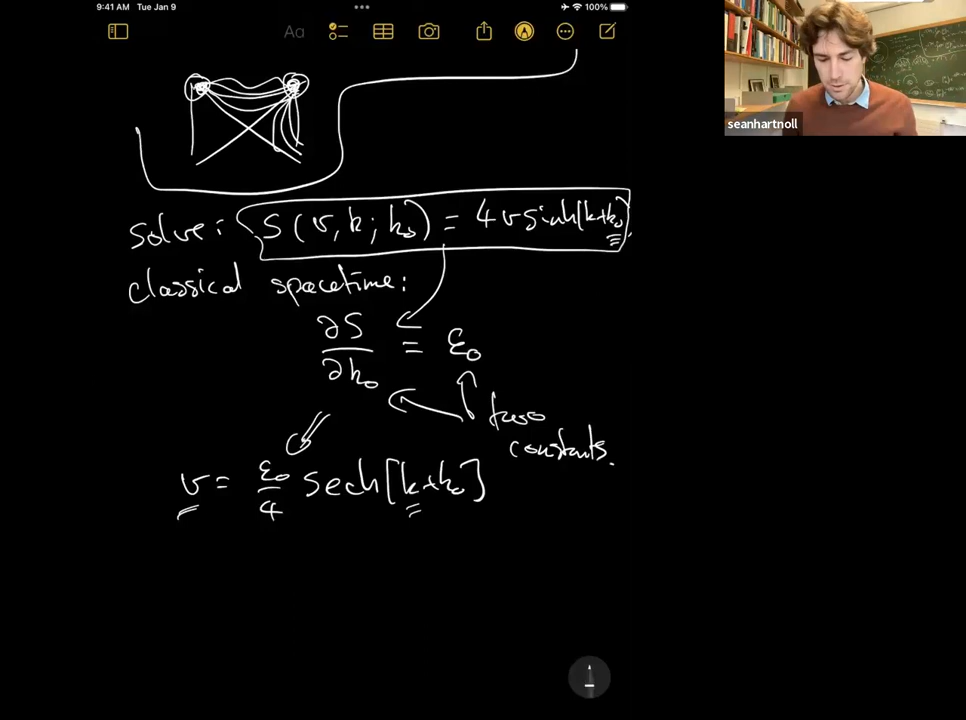 9:41 AM Tue Jan 9
100%
Aa
seanhartnoll
solve: S(v, k; k₀) = 4 v sinh[k+k₀]
classical spacetime:
∂S/∂k₀ = ε₀
two
constants.
v = ε₀/4 sech[k+k₀]